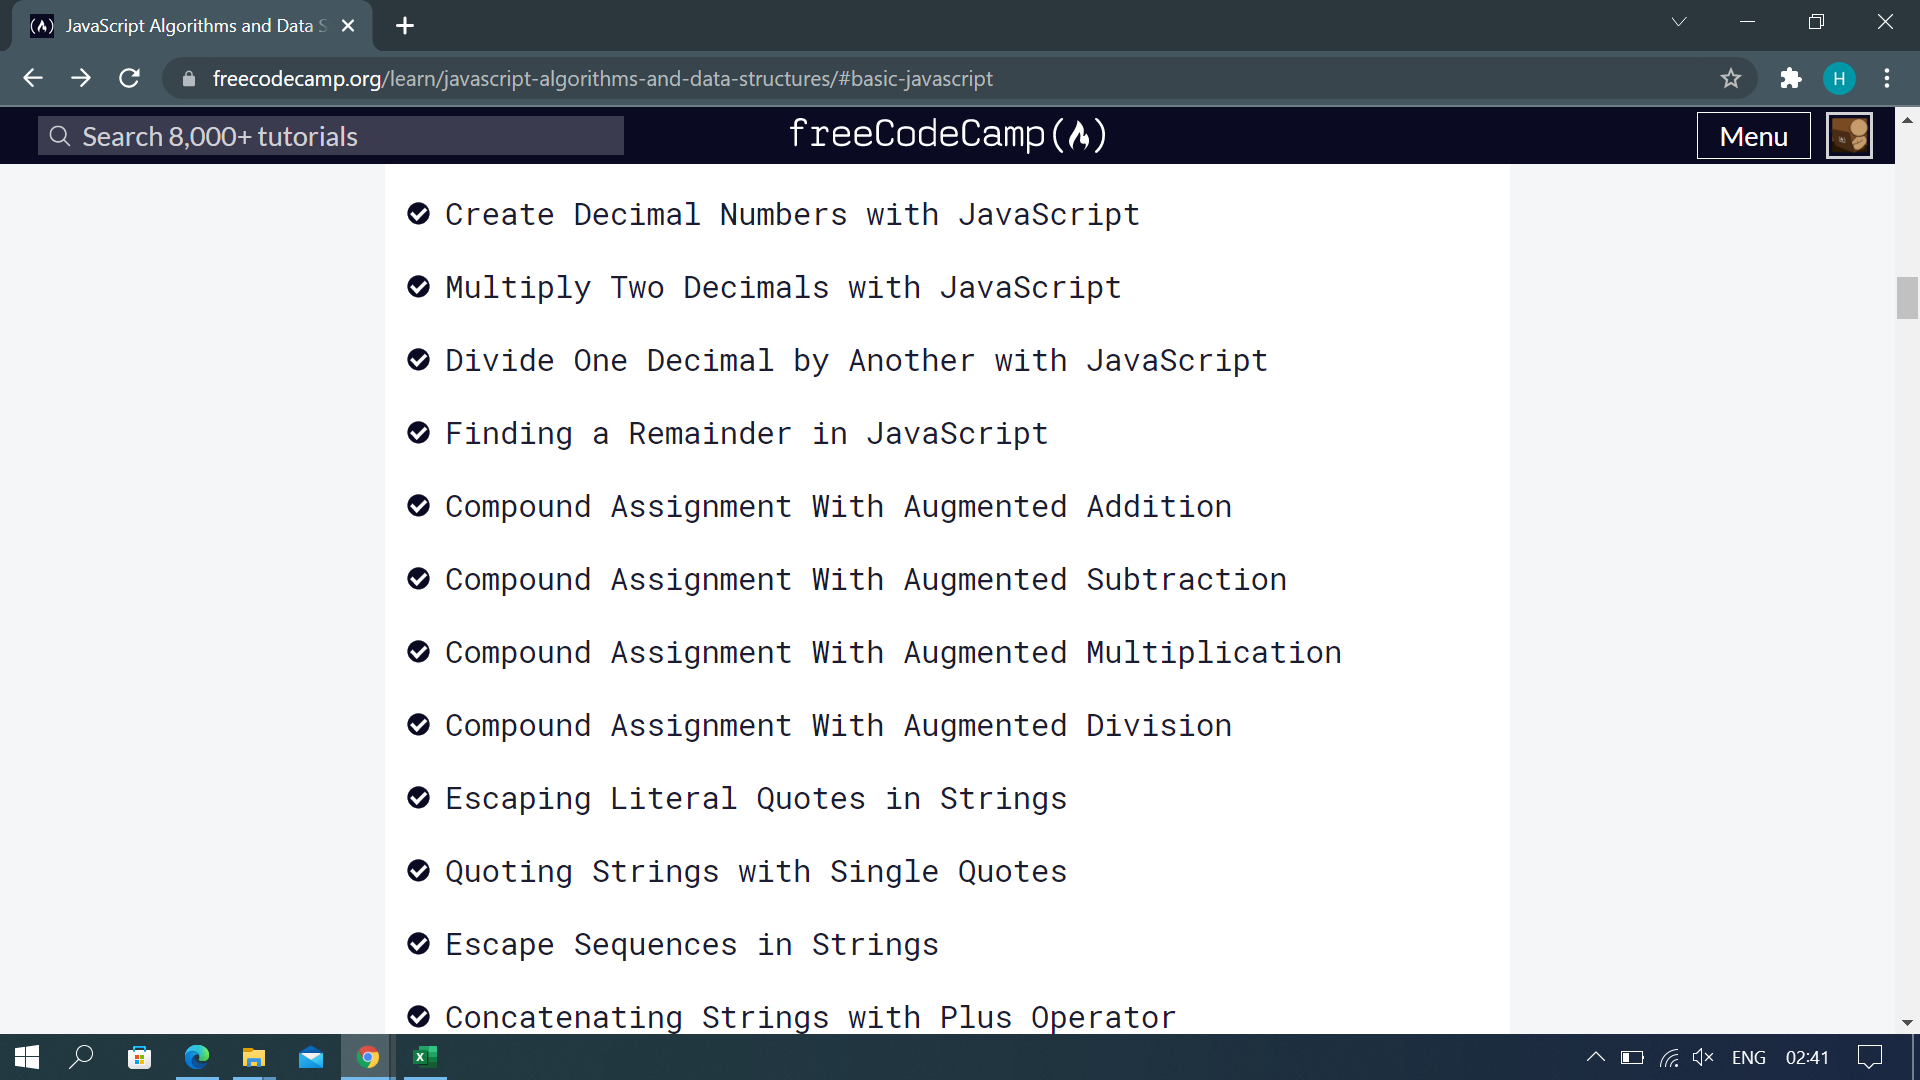 JavaScript Algorithms and Data S
freecodecamp.org/learn/javascript-algorithms-and-data-structures/#basic-javascript
H
Search 8,000+ tutorials
freeCodeCamp
Menu
Create Decimal Numbers with JavaScript
Multiply Two Decimals with JavaScript
Divide One Decimal by Another with JavaScript
Finding a Remainder in JavaScript
Compound Assignment With Augmented Addition
Compound Assignment With Augmented Subtraction
Compound Assignment With Augmented Multiplication
Compound Assignment With Augmented Division
Escaping Literal Quotes in Strings
Quoting Strings with Single Quotes
Escape Sequences in Strings
Concatenating Strings with Plus Operator
ENG 02:41